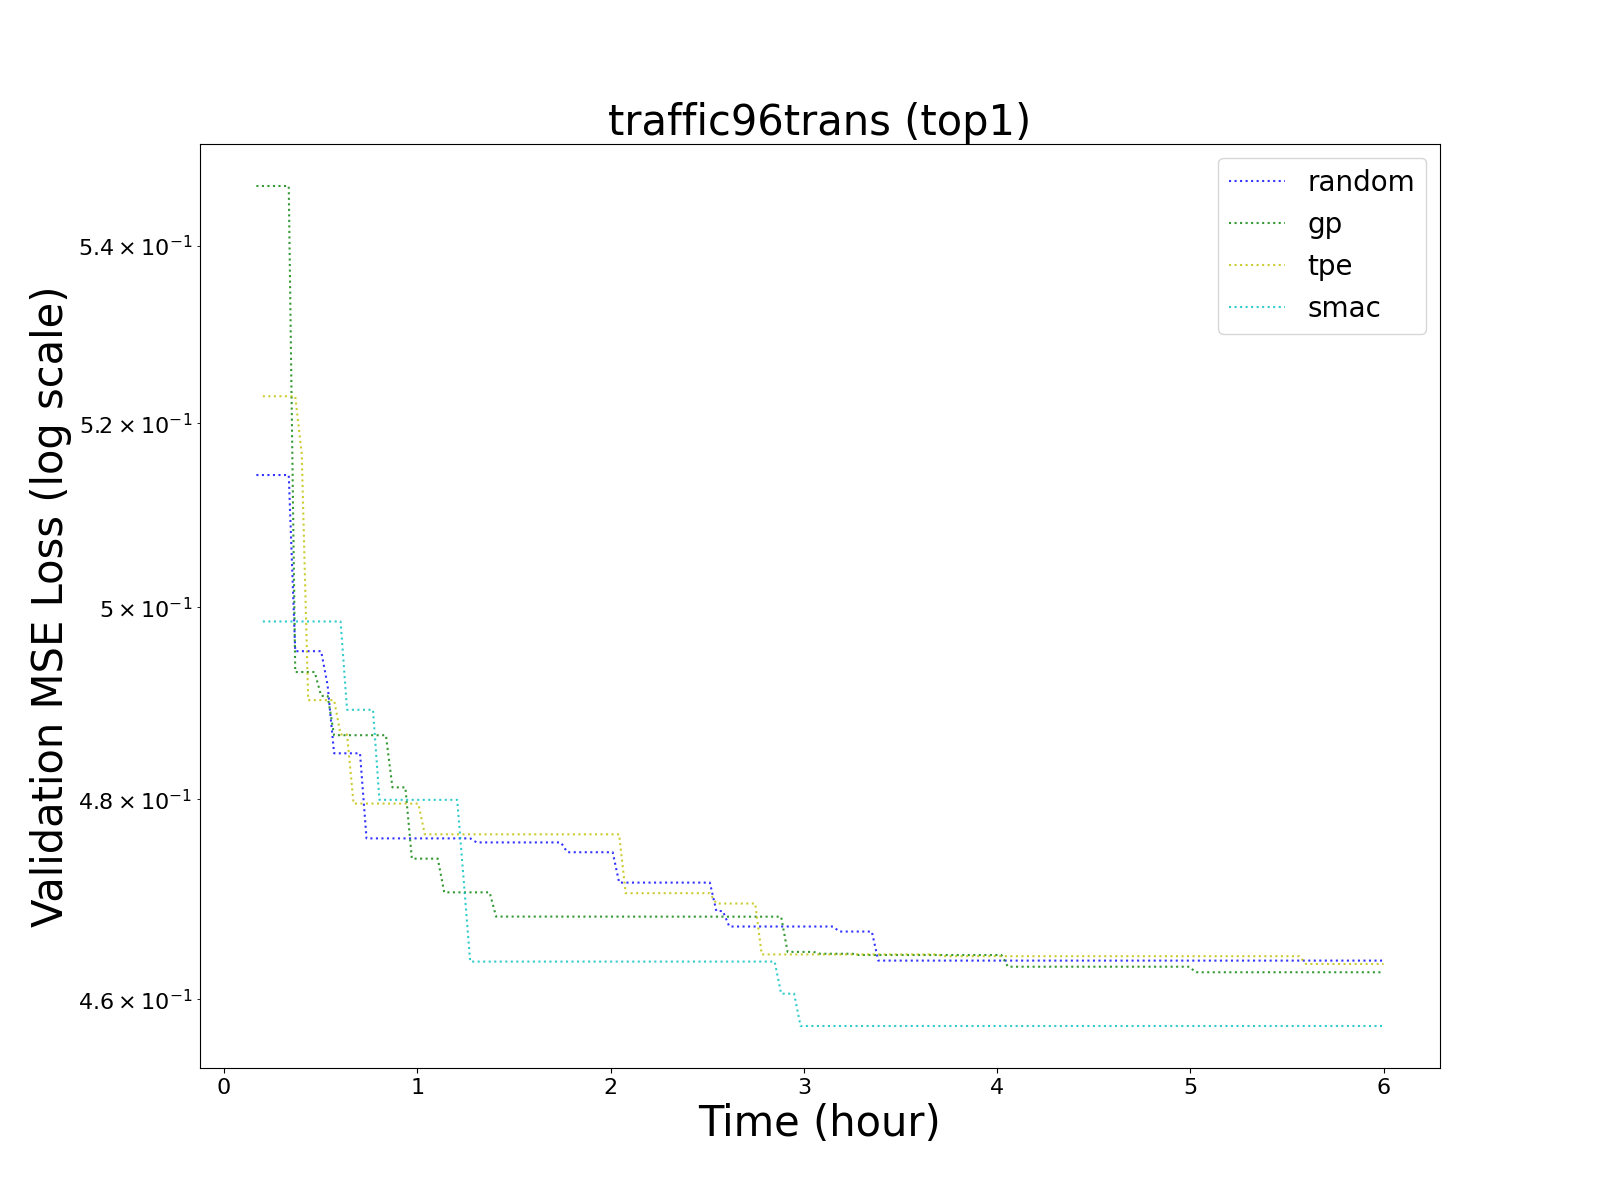 traffic96trans (top1)
random
gp
tpe
smac
5.4 × 10⁻¹
5.2 × 10⁻¹
5 × 10⁻¹
4.8 × 10⁻¹
4.6 × 10⁻¹
Validation MSE Loss (log scale)
0 1 2 3 4 5 6
Time (hour)